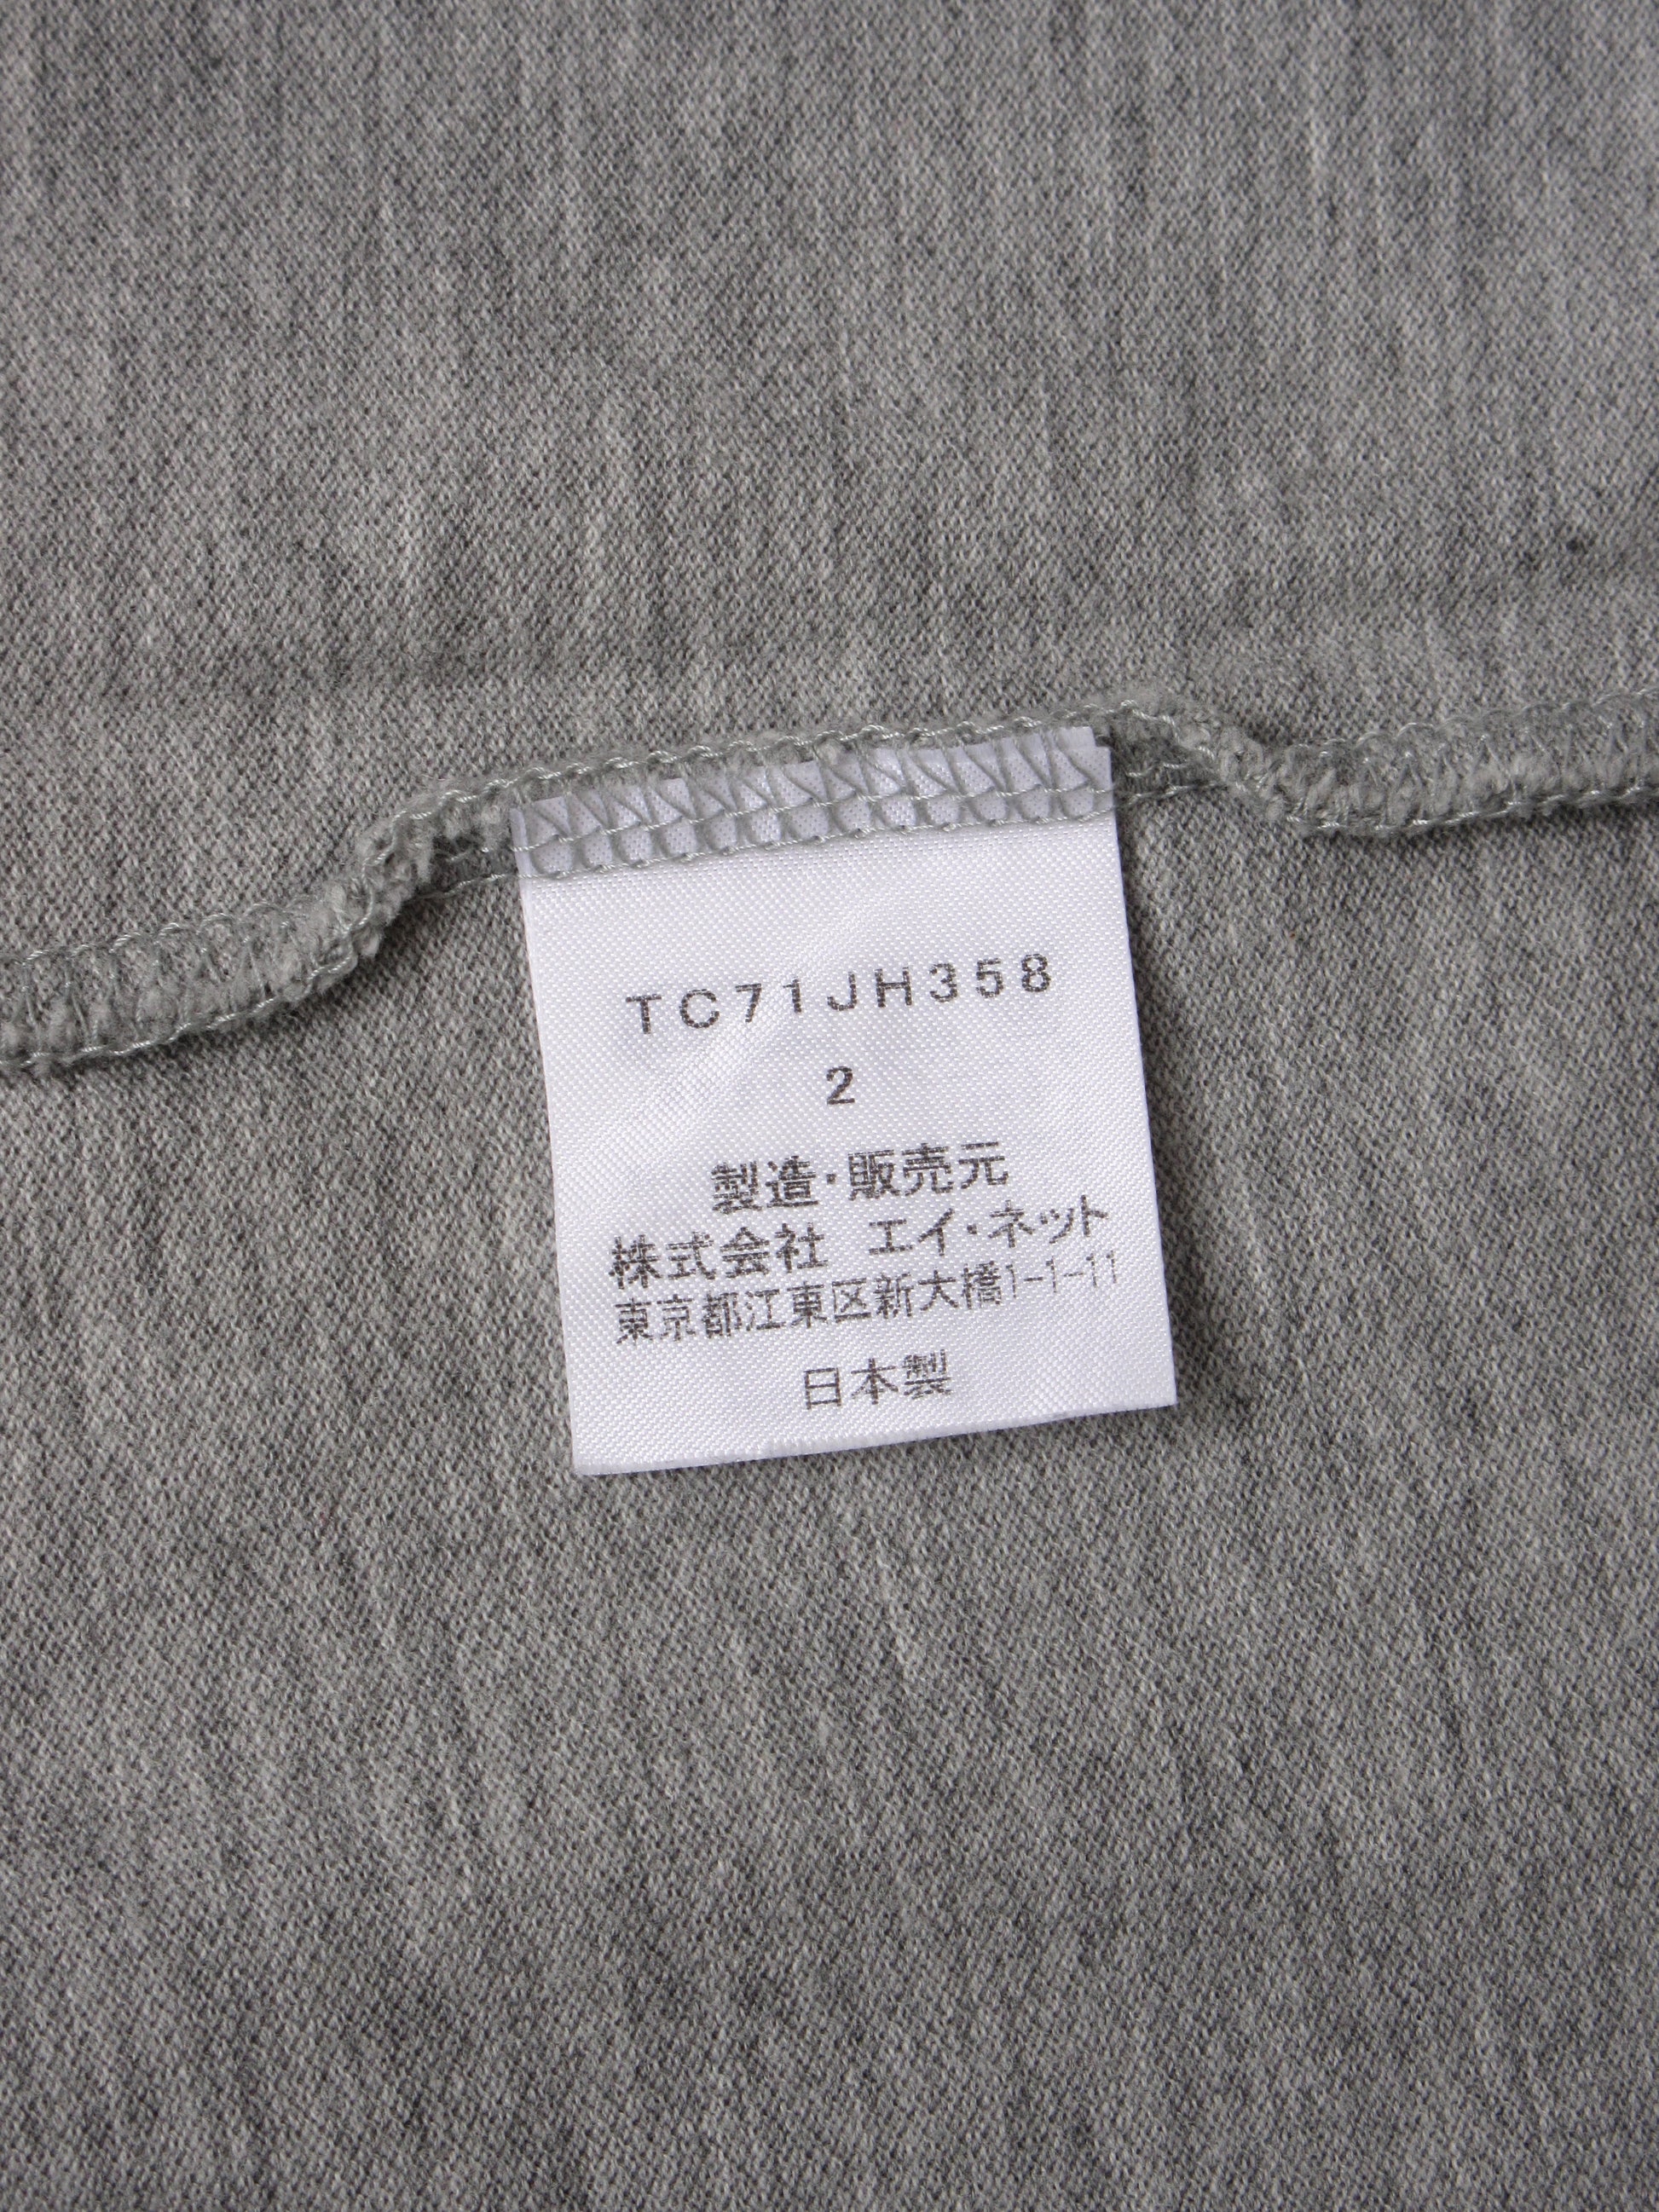 TC71JH358
2
製造・販売元
株式会社 エイ・ネット
東京都江東区新大橋1-1-11
日本製